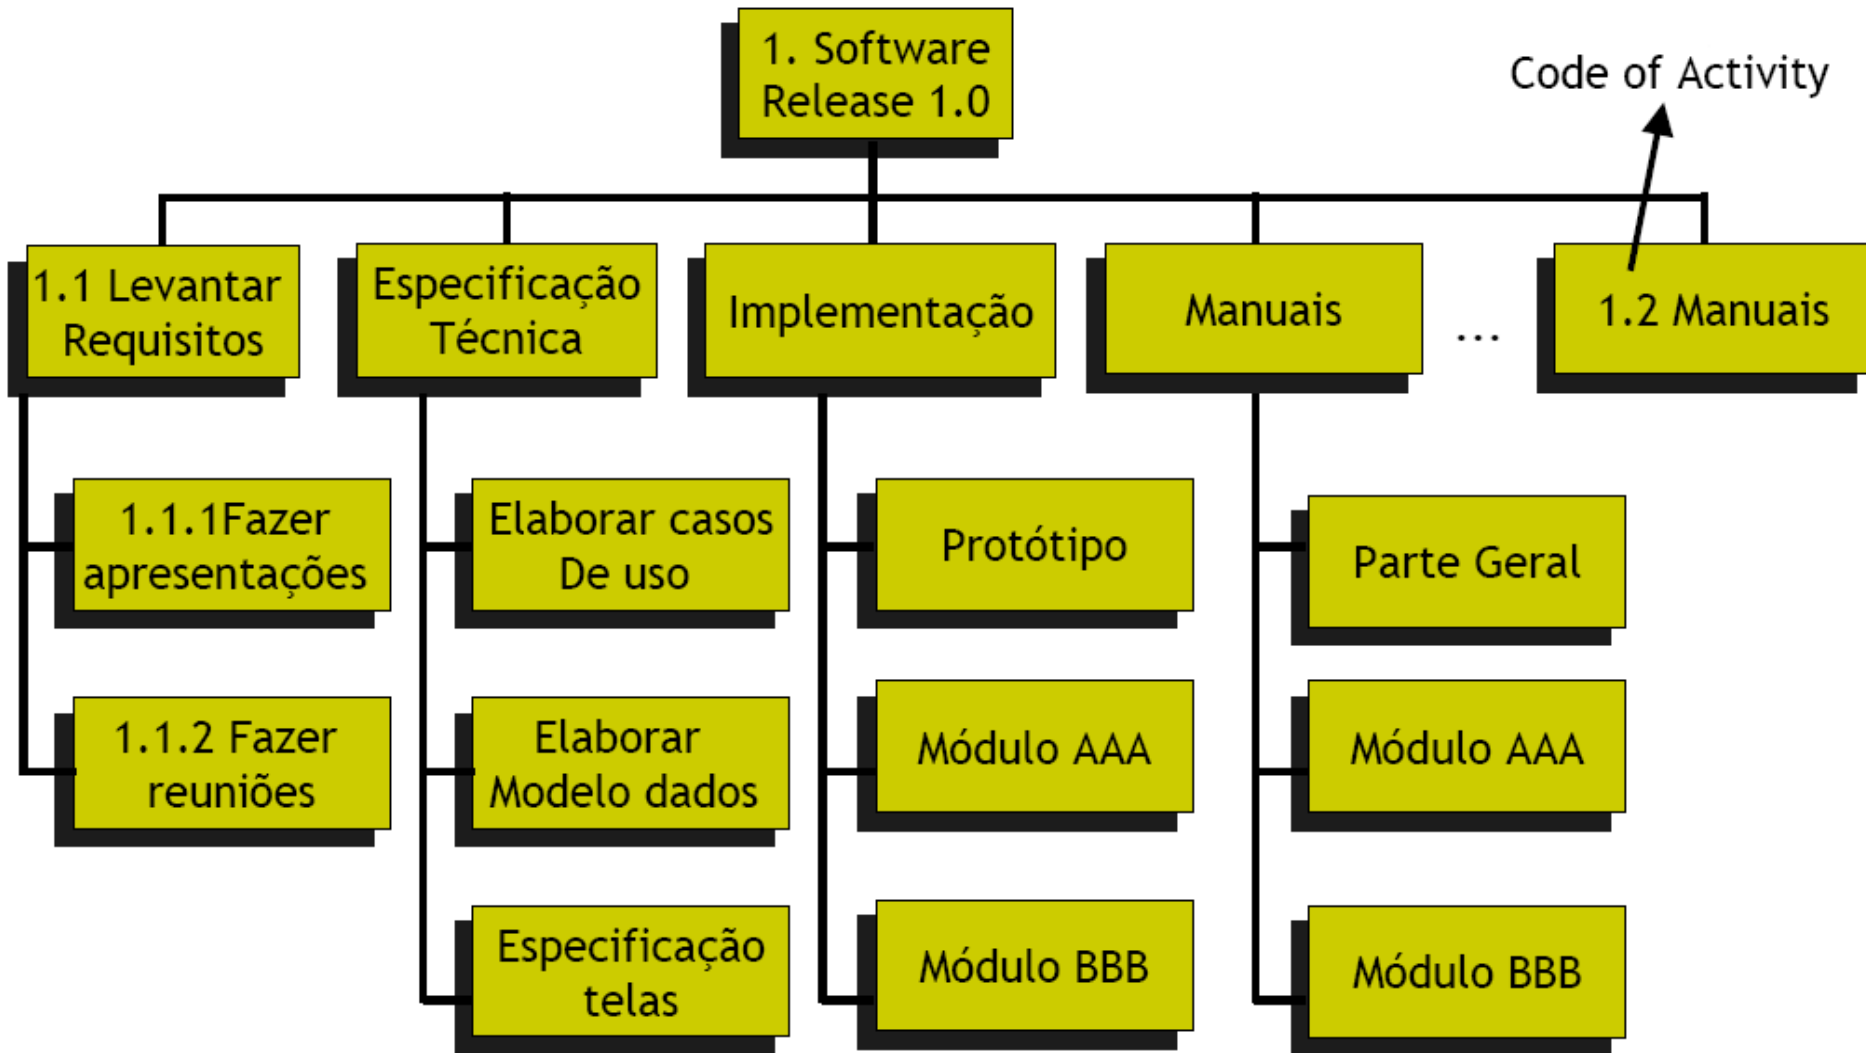 1. Software
Release 1.0
Code of Activity
1.1 Levantar
Requisitos
Especificação
Técnica
Implementação
Manuais
...
1.2 Manuais
1.1.1Fazer
apresentações
Elaborar casos
De uso
Protótipo
Parte Geral
1.1.2 Fazer
reuniões
Elaborar
Modelo dados
Módulo AAA
Módulo AAA
Especificação
telas
Módulo BBB
Módulo BBB